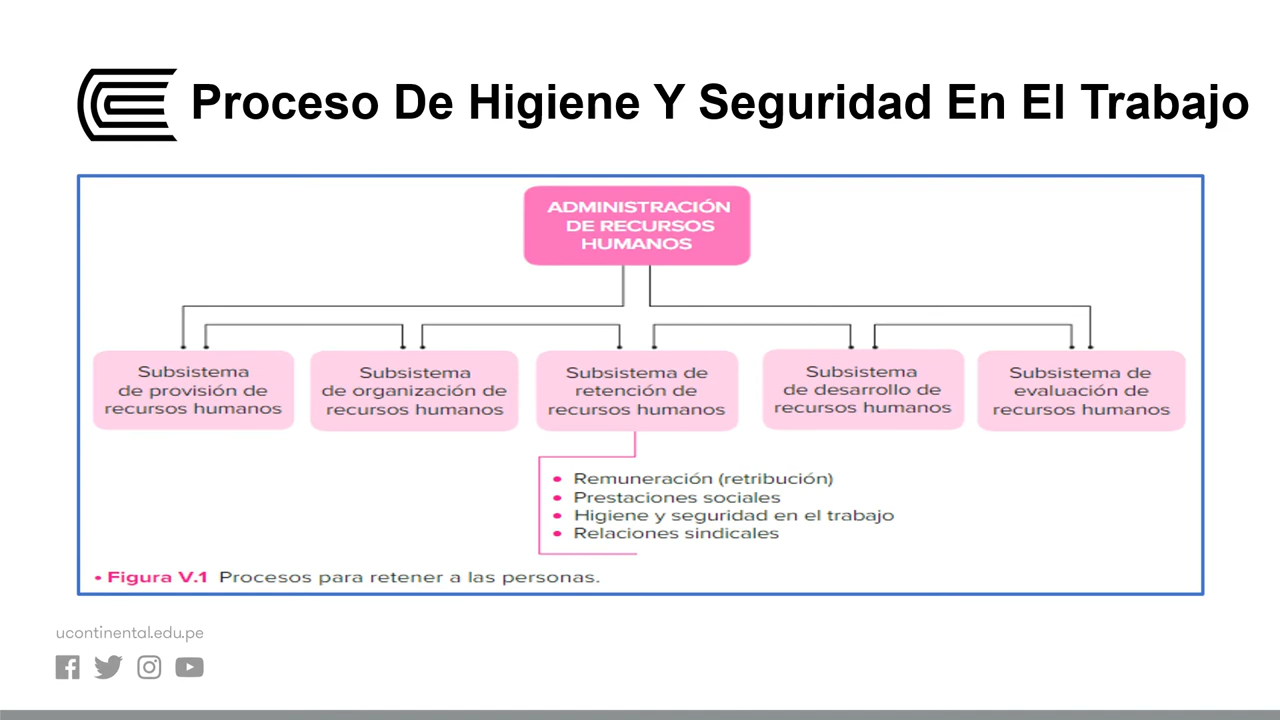 Proceso De Higiene Y Seguridad En El Trabajo
ADMINISTRACIÓN
DE RECURSOS
HUMANOS
Subsistema
de provisión de
recursos humanos
Subsistema
de organización de
recursos humanos
Subsistema de
retención de
recursos humanos
Subsistema
de desarrollo de
recursos humanos
Subsistema de
evaluación de
recursos humanos
• Remuneración (retribución)
• Prestaciones sociales
• Higiene y seguridad en el trabajo
• Relaciones sindicales
• Figura V.1 Procesos para retener a las personas.
ucontinental.edu.pe